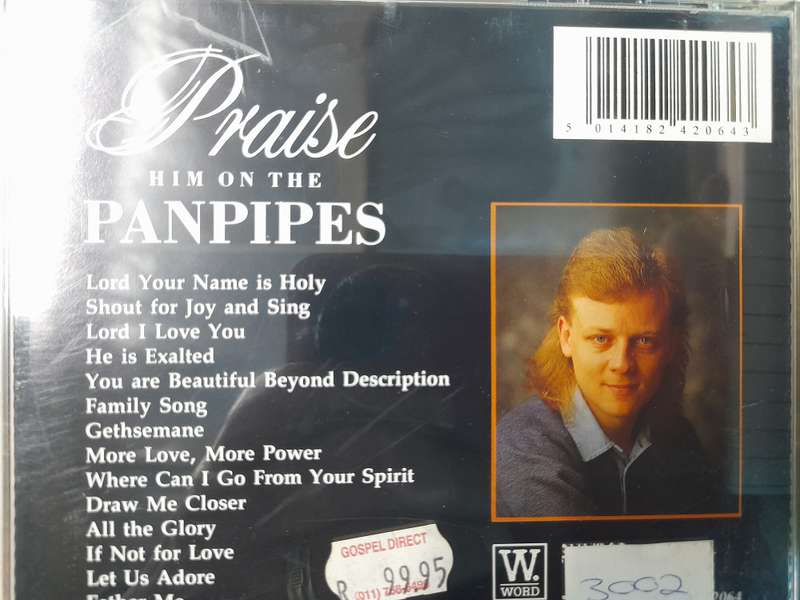 Praise
HIM ON THE
PANPIPES
5 014182 420643
Lord Your Name is Holy
Shout for Joy and Sing
Lord I Love You
He is Exalted
You are Beautiful Beyond Description
Family Song
Gethsemane
More Love, More Power
Where Can I Go From Your Spirit
Draw Me Closer
All the Glory
If Not for Love
Let Us Adore
Father Me
GOSPEL DIRECT
R 99.95
(011)
W.
WORD
3002
2064